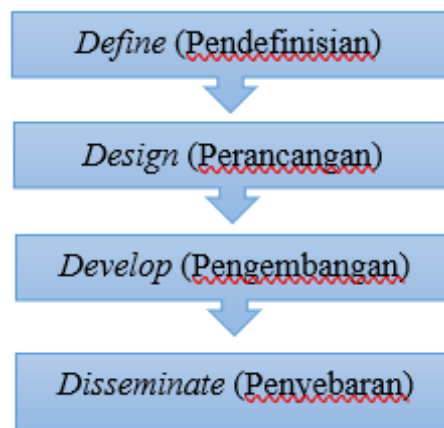 Define (Pendefinisian)
Design (Perancangan)
Develop (Pengembangan)
Disseminate (Penyebaran)